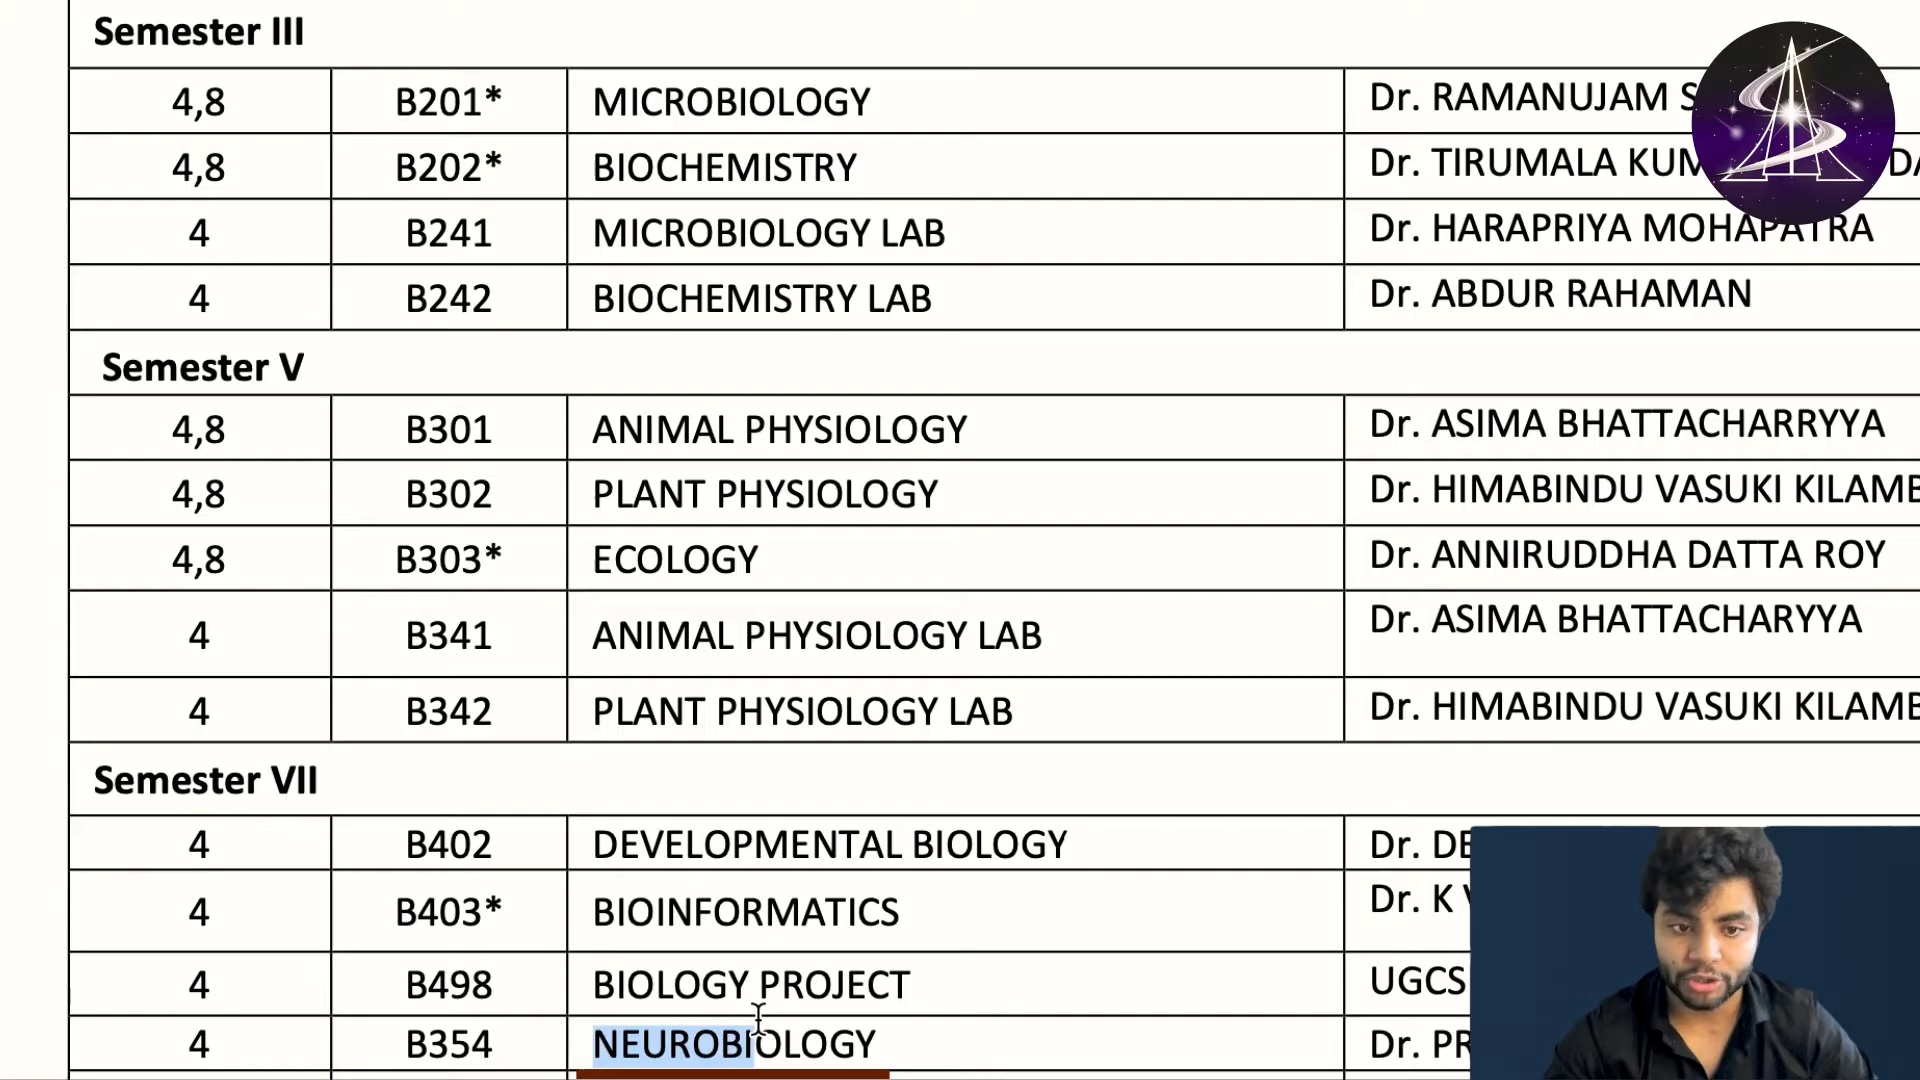 Semester III
4,8 B201* MICROBIOLOGY Dr. RAMANUJAM
4,8 B202* BIOCHEMISTRY Dr. TIRUMALA
4 B241 MICROBIOLOGY LAB Dr. HARAPRIYA MOHAPATRA
4 B242 BIOCHEMISTRY LAB Dr. ABDUR RAHAMAN
Semester V
4,8 B301 ANIMAL PHYSIOLOGY Dr. ASIMA BHATTACHARRYYA
4,8 B302 PLANT PHYSIOLOGY Dr. HIMABINDU VASUKI
4,8 B303* ECOLOGY Dr. ANNIRUDDHA DATTA ROY
4 B341 ANIMAL PHYSIOLOGY LAB Dr. ASIMA BHATTACHARYYA
4 B342 PLANT PHYSIOLOGY LAB Dr. HIMABINDU VASUKI
Semester VII
4 B402 DEVELOPMENTAL BIOLOGY Dr.
4 B403* BIOINFORMATICS Dr. K
4 B498 BIOLOGY PROJECT UGCS
4 B354 NEUROBIOLOGY Dr.